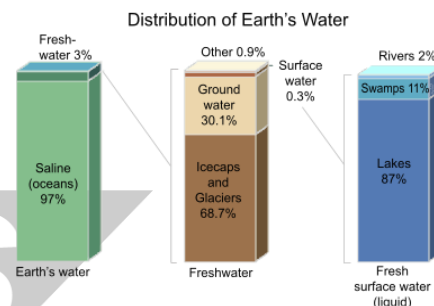 Distribution of Earth's Water
Fresh-
water 3%
Saline
(oceans)
97%
Earth's water
Other 0.9%
Surface
water
0.3%
Ground
water
30.1%
Icecaps
and
Glaciers
68.7%
Freshwater
Rivers 2%
Swamps 11%
Lakes
87%
Fresh
surface water
(liquid)